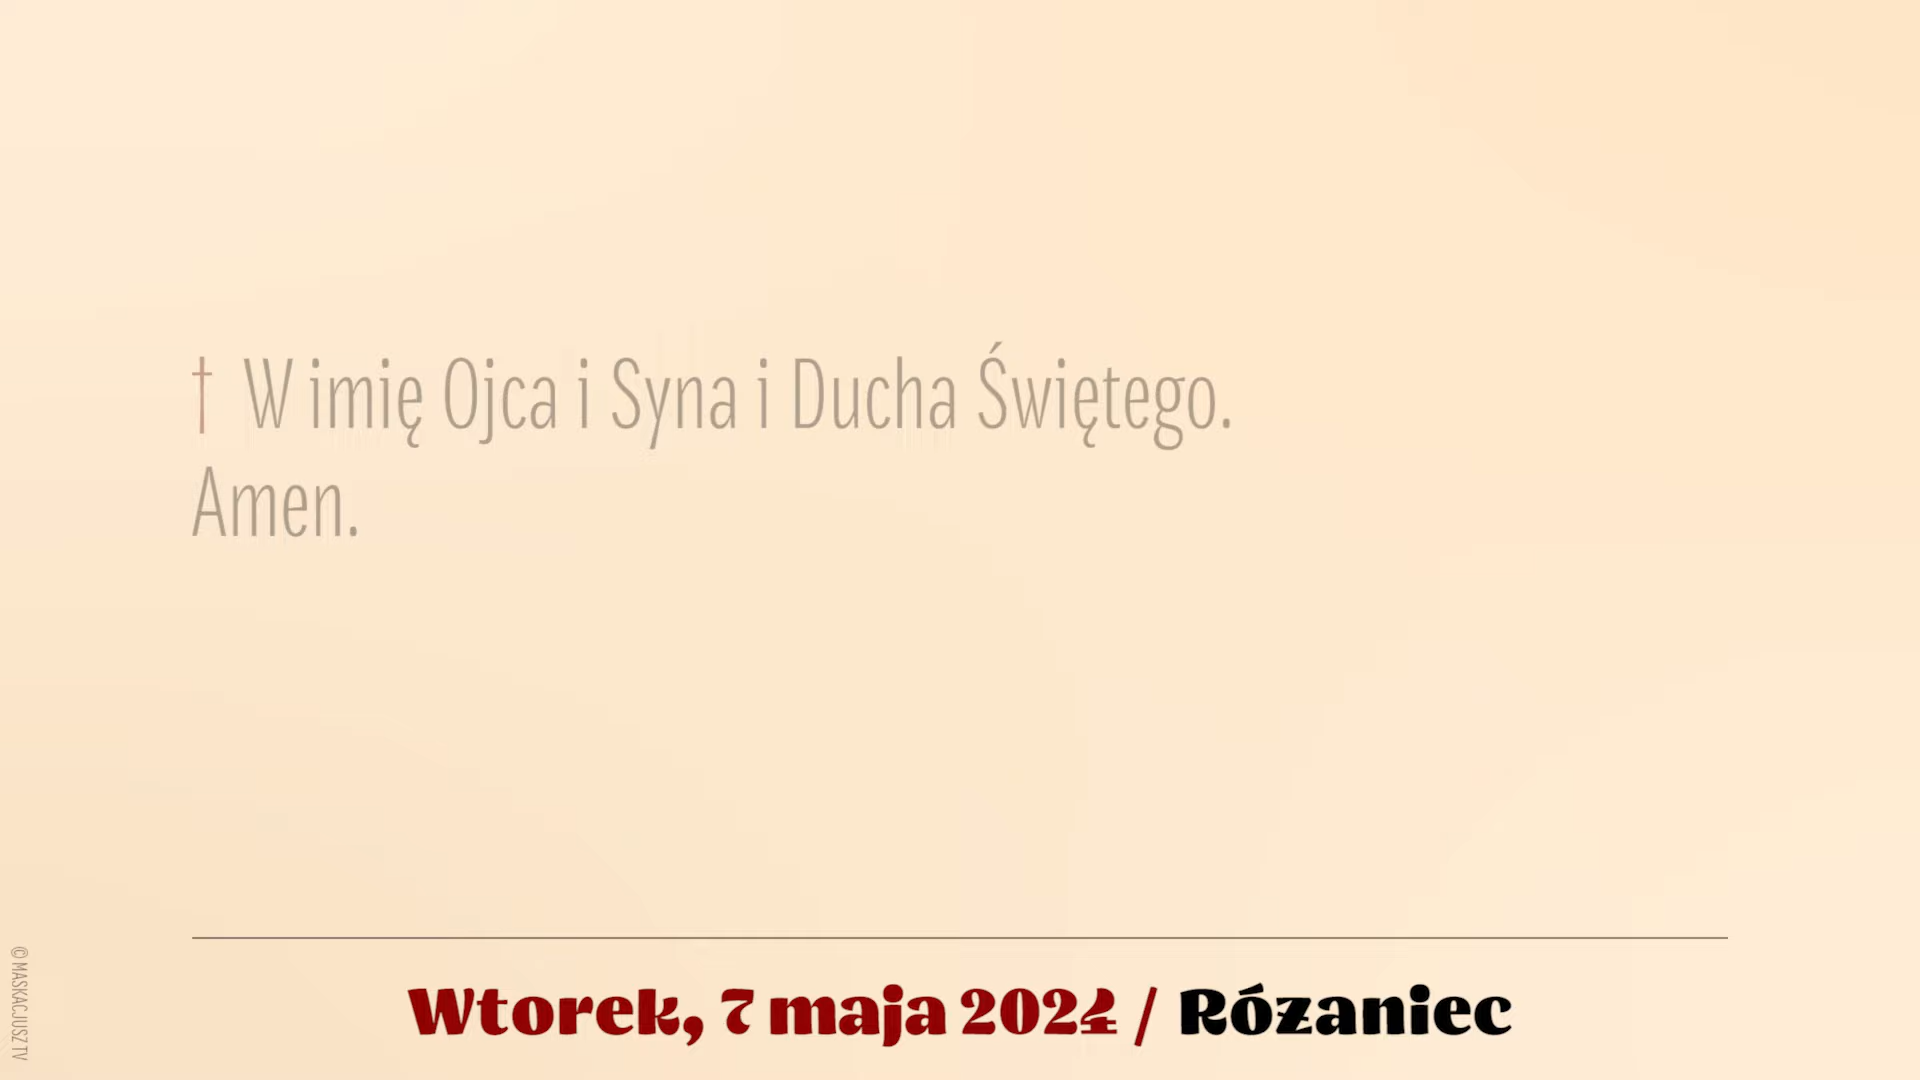 † W imię Ojca i Syna i Ducha Świętego.
Amen.
Wtorek, 7 maja 2024 / Różaniec
© MASKACJUSZ TV